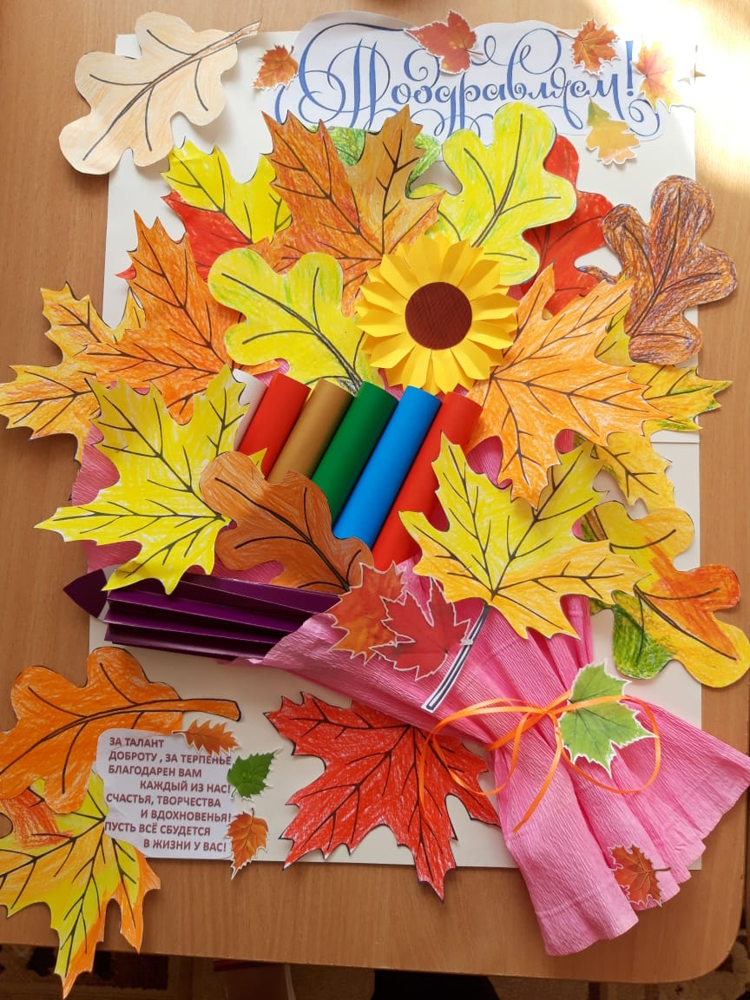 Поздравляем!
ЗА ТАЛАНТ
ДОБРОТУ , ЗА ТЕРПЕНЬЕ
БЛАГОДАРЕН ВАМ
КАЖДЫЙ ИЗ НАС!
СЧАСТЬЯ, ТВОРЧЕСТВА
И ВДОХНОВЕНЬЯ!
ПУСТЬ ВСЁ СБУДЕТСЯ
В ЖИЗНИ У ВАС!